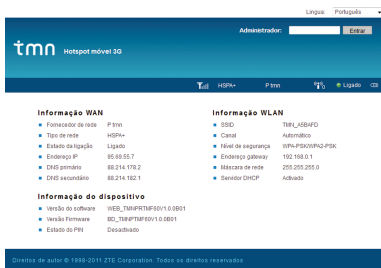 Língua: Português
Administrador: Entrar
tmn Hotspot móvel 3G
HSPA+ P tmn Ligado
Informação WAN
Fornecedor de rede P tmn
Tipo de rede HSPA+
Estado da ligação Ligado
Endereço IP 85.69.55.7
DNS primário 88.214.178.2
DNS secundário 88.214.182.1
Informação WLAN
SSID TMN_A5BAFD
Canal Automático
Nível de segurança WPA-PSK/WPA2-PSK
Endereço gateway 192.168.0.1
Máscara de rede 255.255.255.0
Servidor DHCP Activado
Informação do dispositivo
Versão do software WEB_TMNPRTMF60V1.0.0B01
Versão Firmware BD_TMNPTMF60V1.0.0B01
Estado do PIN Desactivado
Direitos de autor © 1998-2011 ZTE Corporation. Todos os direitos reservados